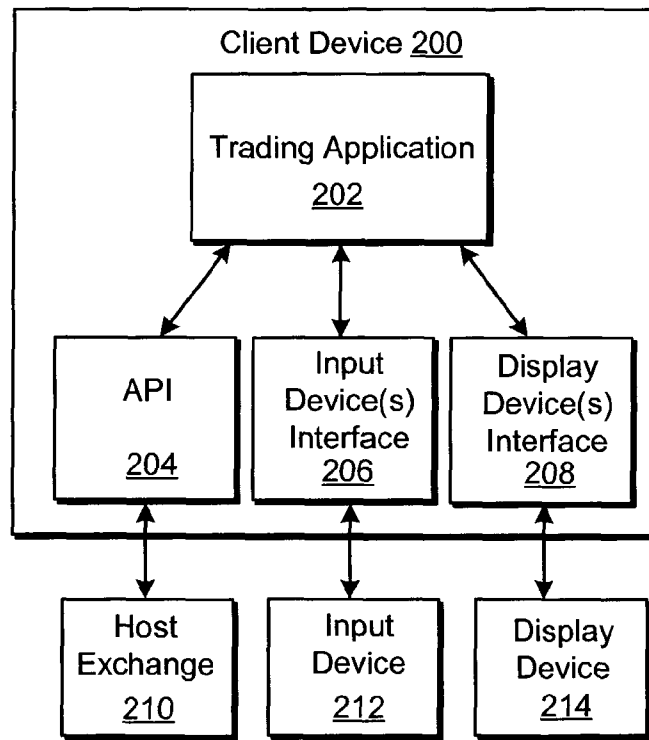 Client Device 200
Trading Application
202
API
204
Input
Device(s)
Interface
206
Display
Device(s)
Interface
208
Host
Exchange
210
Input
Device
212
Display
Device
214